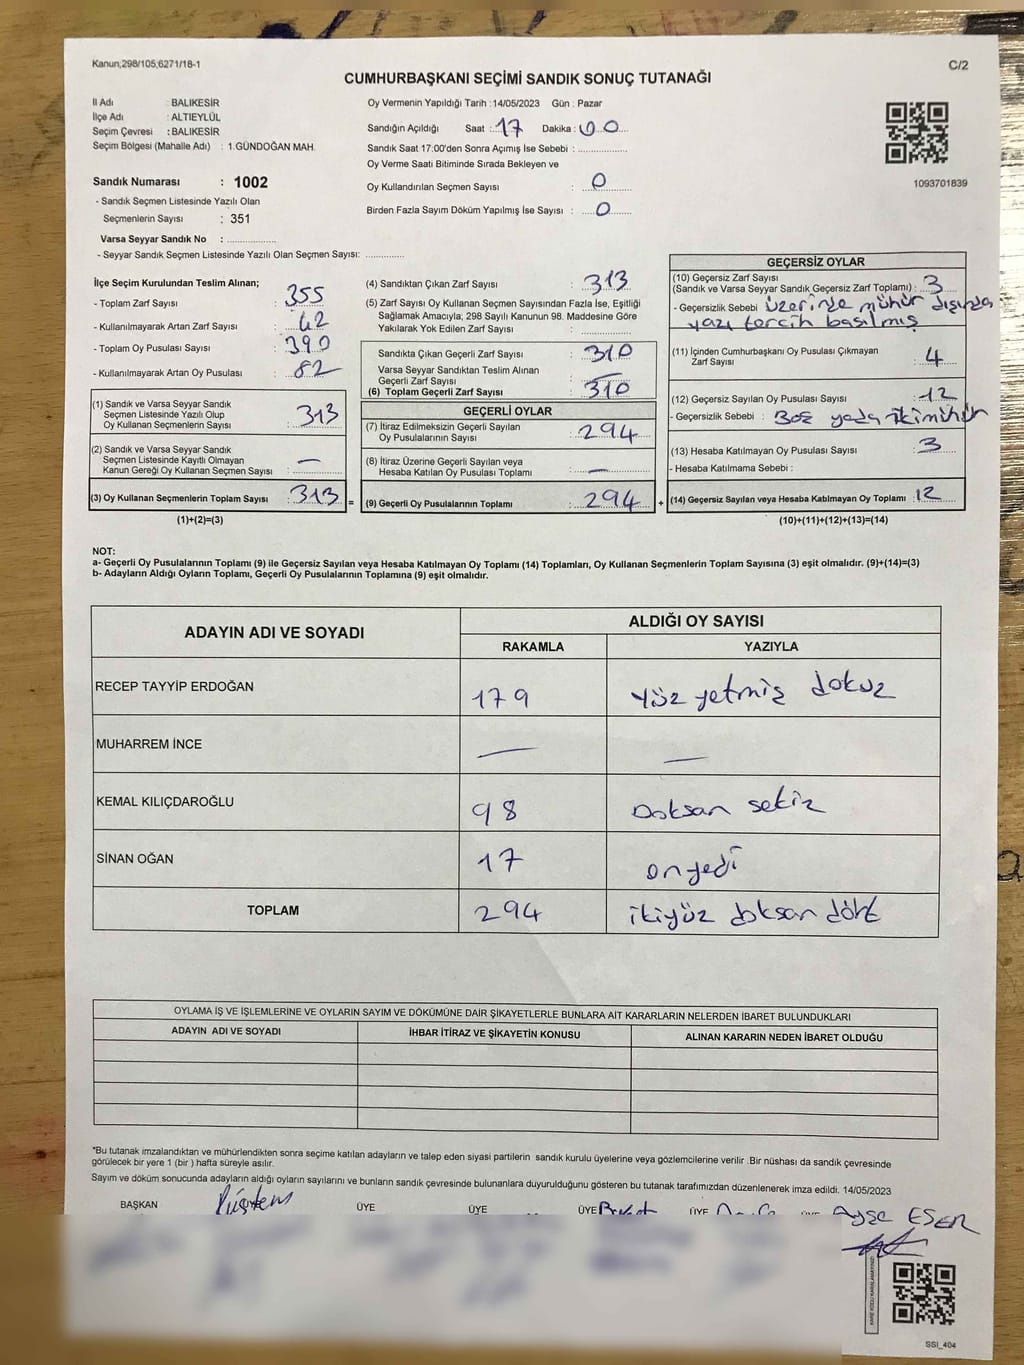 Kanun;298/105;6271/18-1
C/2
CUMHURBAŞKANI SEÇİMİ SANDIK SONUÇ TUTANAĞI
İl Adı : BALIKESİR
İlçe Adı : ALTIEYLÜL
Seçim Çevresi : BALIKESİR
Seçim Bölgesi (Mahalle Adı) : 1.GÜNDOĞAN MAH.
Oy Vermenin Yapıldığı Tarih :14/05/2023 Gün : Pazar
Sandığın Açıldığı Saat : 17 Dakika : 00
Sandık Saat 17:00'den Sonra Açımış İse Sebebi :
Oy Verme Saati Bitiminde Sırada Bekleyen ve
Oy Kullandırılan Seçmen Sayısı : 0
Birden Fazla Sayım Döküm Yapılmış İse Sayısı : 0
1093701839
Sandık Numarası : 1002
- Sandık Seçmen Listesinde Yazılı Olan
Seçmenlerin Sayısı : 351
Varsa Seyyar Sandık No :
- Seyyar Sandık Seçmen Listesinde Yazılı Olan Seçmen Sayısı:
İlçe Seçim Kurulundan Teslim Alınan;
- Toplam Zarf Sayısı : 355
- Kullanılmayarak Artan Zarf Sayısı : 42
- Toplam Oy Pusulası Sayısı : 390
- Kullanılmayarak Artan Oy Pusulası : 82
(1) Sandık ve Varsa Seyyar Sandık
Seçmen Listesinde Yazılı Olup
Oy Kullanan Seçmenlerin Sayısı : 313
(2) Sandık ve Varsa Seyyar Sandık
Seçmen Listesinde Kayıtlı Olmayan
Kanun Gereği Oy Kullanan Seçmen Sayısı : —
(3) Oy Kullanan Seçmenlerin Toplam Sayısı : 313 =
(1)+(2)=(3)
(4) Sandıktan Çıkan Zarf Sayısı : 313
(5) Zarf Sayısı Oy Kullanan Seçmen Sayısından Fazla İse, Eşitliği
Sağlamak Amacıyla, 298 Sayılı Kanunun 98. Maddesine Göre
Yakılarak Yok Edilen Zarf Sayısı :
Sandıkta Çıkan Geçerli Zarf Sayısı : 310
Varsa Seyyar Sandıktan Teslim Alınan
Geçerli Zarf Sayısı : —
(6) Toplam Geçerli Zarf Sayısı : 310
GEÇERLİ OYLAR
(7) İtiraz Edilmeksizin Geçerli Sayılan
Oy Pusulalarının Sayısı : 294
(8) İtiraz Üzerine Geçerli Sayılan veya
Hesaba Katılan Oy Pusulası Toplamı : —
(9) Geçerli Oy Pusulalarının Toplamı : 294 +
GEÇERSİZ OYLAR
(10) Geçersiz Zarf Sayısı
(Sandık ve Varsa Seyyar Sandık Geçersiz Zarf Toplamı) : 3
- Geçersizlik Sebebi : Üzerinde mühür dışında
yazı tercih basılmış
(11) İçinden Cumhurbaşkanı Oy Pusulası Çıkmayan
Zarf Sayısı : 4
(12) Geçersiz Sayılan Oy Pusulası Sayısı : 12
- Geçersizlik Sebebi : Boş yada iki mühür
(13) Hesaba Katılmayan Oy Pusulası Sayısı : 3
- Hesaba Katılmama Sebebi :
(14) Geçersiz Sayılan veya Hesaba Katılmayan Oy Toplamı : 12
(10)+(11)+(12)+(13)=(14)
NOT:
a- Geçerli Oy Pusulalarının Toplamı (9) ile Geçersiz Sayılan veya Hesaba Katılmayan Oy Toplamı (14) Toplamları, Oy Kullanan Seçmenlerin Toplam Sayısına (3) eşit olmalıdır. (9)+(14)=(3)
b- Adayların Aldığı Oyların Toplamı, Geçerli Oy Pusulalarının Toplamına (9) eşit olmalıdır.
ADAYIN ADI VE SOYADI
ALDIĞI OY SAYISI
RAKAMLA YAZIYLA
RECEP TAYYİP ERDOĞAN 179 yüz yetmiş dokuz
MUHARREM İNCE — —
KEMAL KILIÇDAROĞLU 98 Doksan sekiz
SİNAN OĞAN 17 onyedi
TOPLAM 294 ikiyüz doksan dört
OYLAMA İŞ VE İŞLEMLERİNE VE OYLARIN SAYIM VE DÖKÜMÜNE DAİR ŞİKAYETLERLE BUNLARA AİT KARARLARIN NELERDEN İBARET BULUNDUKLARI
ADAYIN ADI VE SOYADI İHBAR İTİRAZ VE ŞİKAYETİN KONUSU ALINAN KARARIN NEDEN İBARET OLDUĞU
*Bu tutanak imzalandıktan ve mühürlendikten sonra seçime katılan adayların ve talep eden siyasi partilerin sandık kurulu üyelerine veya gözlemcilerine verilir .Bir nüshası da sandık çevresinde
görülecek bir yere 1 (bir ) hafta süreyle asılır.
Sayım ve döküm sonucunda adayların aldığı oyların sayılarını ve bunların sandık çevresinde bulunanlara duyurulduğunu gösteren bu tutanak tarafımızdan düzenlenerek imza edildi. 14/05/2023
BAŞKAN ÜYE ÜYE ÜYE ÜYE Ayşe ESER
SSI_404